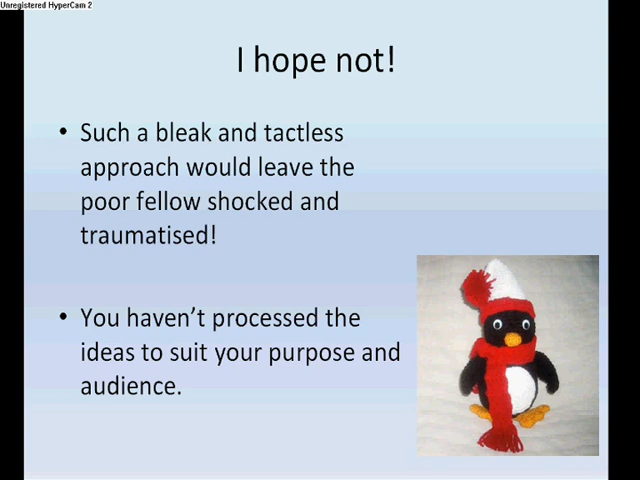 Unregistered HyperCam 2
I hope not!
• Such a bleak and tactless
approach would leave the
poor fellow shocked and
traumatised!
• You haven't processed the
ideas to suit your purpose and
audience.